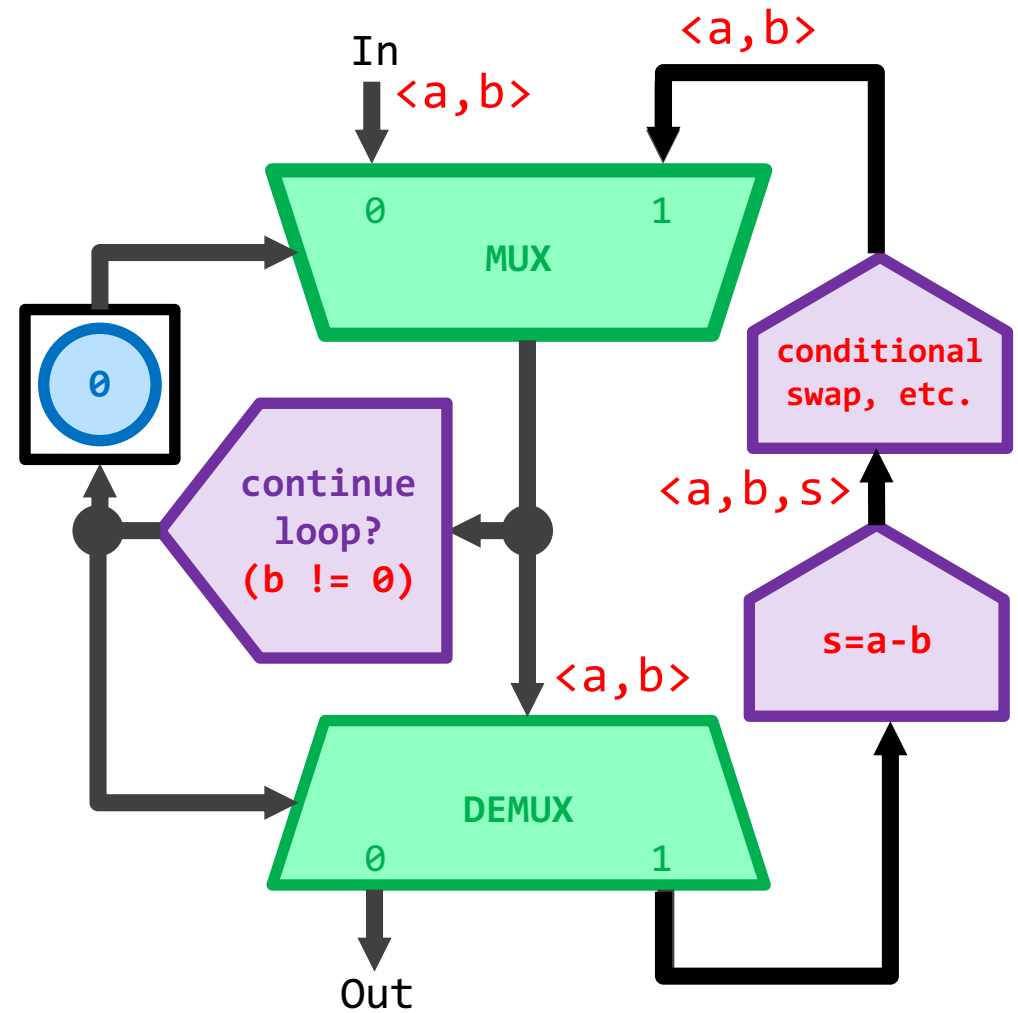 <a,b>
In
<a,b>
0
1
MUX
conditional
swap, etc.
0
continue
loop?
(b != 0)
<a,b,s>
s=a-b
<a,b>
DEMUX
0
1
Out